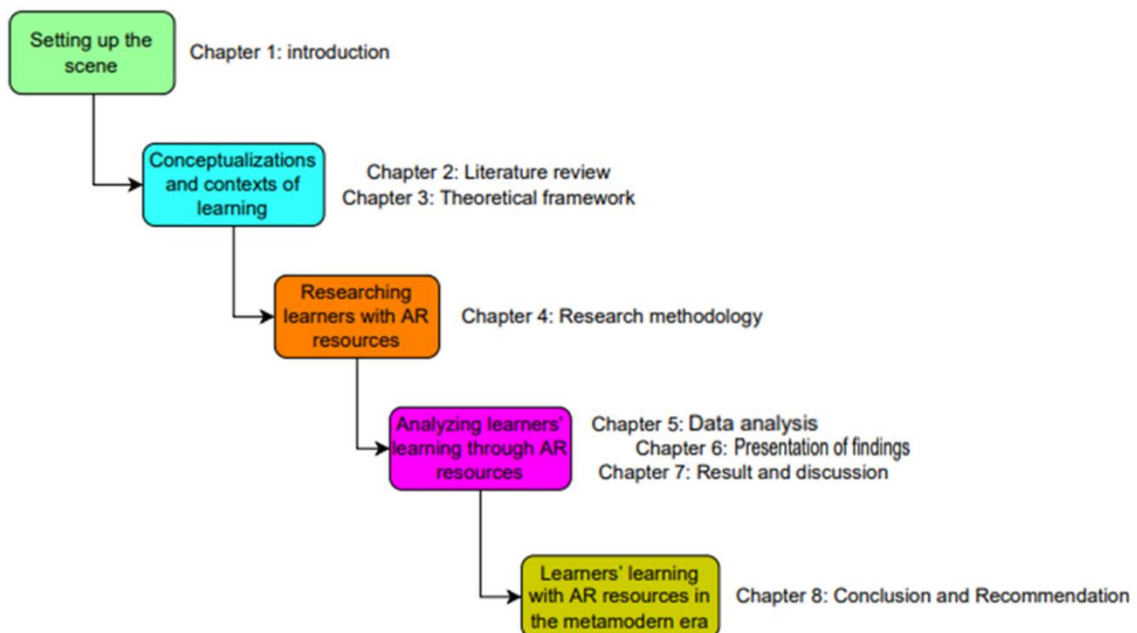 Setting up the
scene
Chapter 1: introduction
Conceptualizations
and contexts of
learning
Chapter 2: Literature review
Chapter 3: Theoretical framework
Researching
learners with AR
resources
Chapter 4: Research methodology
Analyzing learners'
learning through AR
resources
Chapter 5: Data analysis
Chapter 6: Presentation of findings
Chapter 7: Result and discussion
Learners' learning
with AR resources in
the metamodern era
Chapter 8: Conclusion and Recommendation